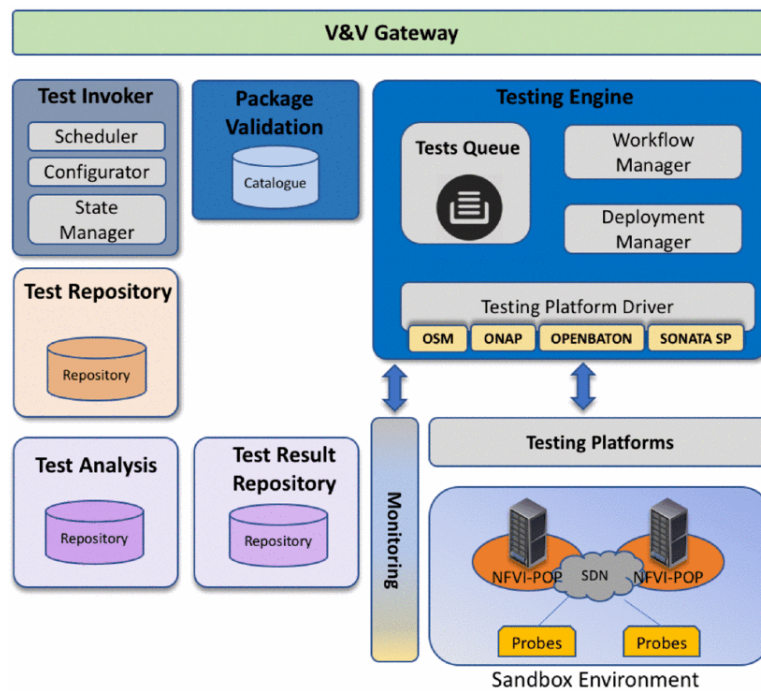 V&V Gateway
Test Invoker
Scheduler
Configurator
State
Manager
Package
Validation
Catalogue
Testing Engine
Tests Queue
Workflow
Manager
Deployment
Manager
Testing Platform Driver
OSM
ONAP
OPENBATON
SONATA SP
Test Repository
Repository
Test Analysis
Repository
Test Result
Repository
Repository
Monitoring
Testing Platforms
NFVI-POP
SDN
NFVI-POP
Probes
Probes
Sandbox Environment